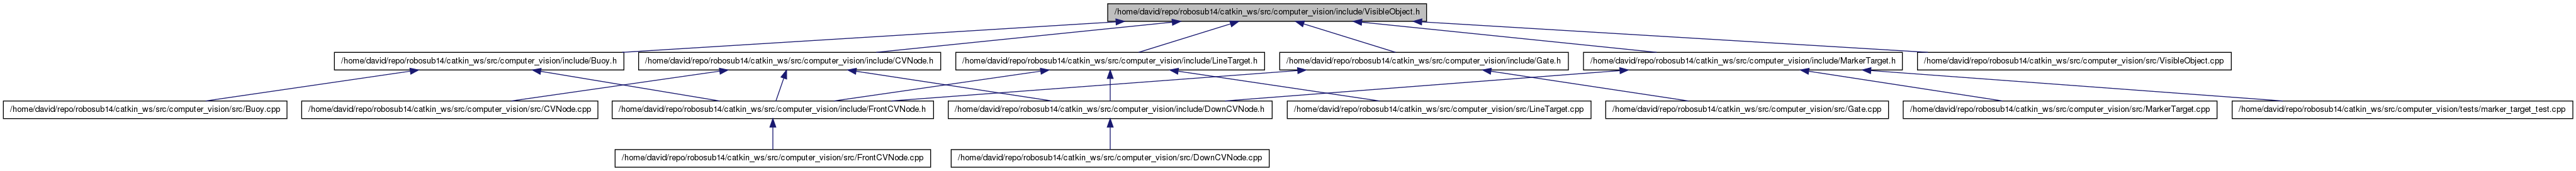 /home/david/repo/robosub14/catkin_ws/src/computer_vision/include/VisibleObject.h
/home/david/repo/robosub14/catkin_ws/src/computer_vision/include/Buoy.h
/home/david/repo/robosub14/catkin_ws/src/computer_vision/include/CVNode.h
/home/david/repo/robosub14/catkin_ws/src/computer_vision/include/LineTarget.h
/home/david/repo/robosub14/catkin_ws/src/computer_vision/include/Gate.h
/home/david/repo/robosub14/catkin_ws/src/computer_vision/include/MarkerTarget.h
/home/david/repo/robosub14/catkin_ws/src/computer_vision/src/VisibleObject.cpp
/home/david/repo/robosub14/catkin_ws/src/computer_vision/src/Buoy.cpp
/home/david/repo/robosub14/catkin_ws/src/computer_vision/src/CVNode.cpp
/home/david/repo/robosub14/catkin_ws/src/computer_vision/include/FrontCVNode.h
/home/david/repo/robosub14/catkin_ws/src/computer_vision/include/DownCVNode.h
/home/david/repo/robosub14/catkin_ws/src/computer_vision/src/LineTarget.cpp
/home/david/repo/robosub14/catkin_ws/src/computer_vision/src/Gate.cpp
/home/david/repo/robosub14/catkin_ws/src/computer_vision/src/MarkerTarget.cpp
/home/david/repo/robosub14/catkin_ws/src/computer_vision/tests/marker_target_test.cpp
/home/david/repo/robosub14/catkin_ws/src/computer_vision/src/FrontCVNode.cpp
/home/david/repo/robosub14/catkin_ws/src/computer_vision/src/DownCVNode.cpp